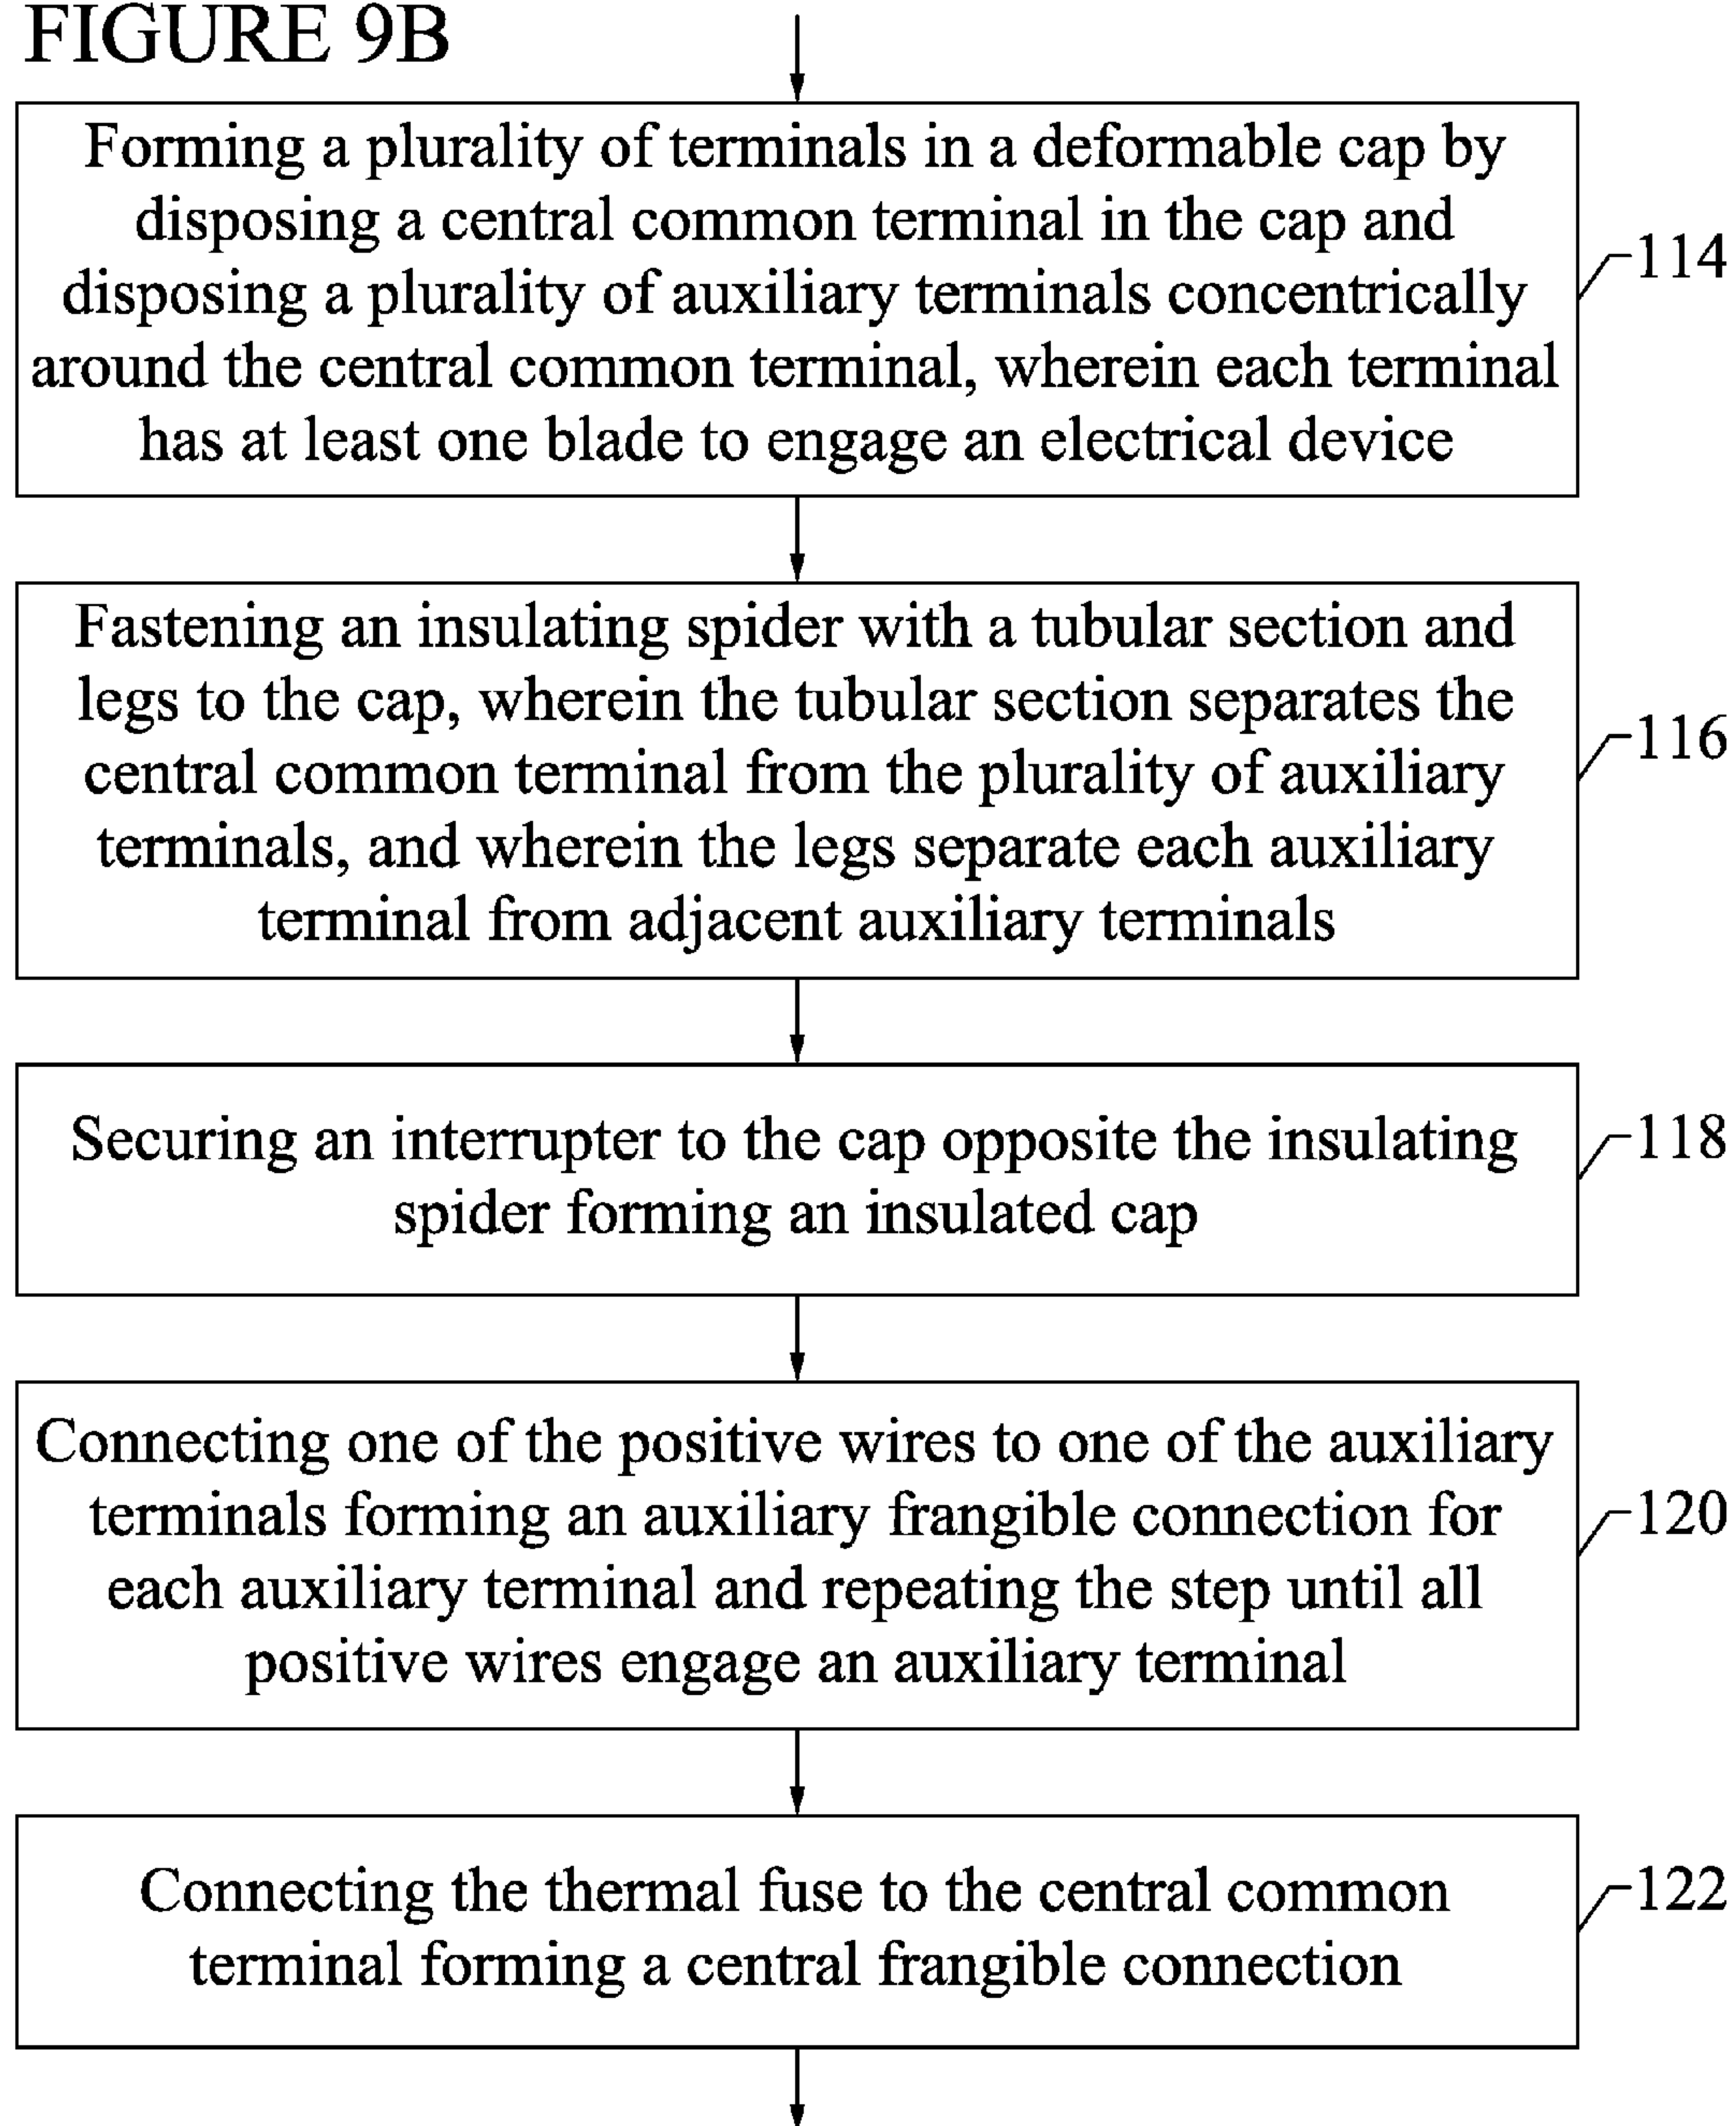 FIGURE 9B
Forming a plurality of terminals in a deformable cap by
disposing a central common terminal in the cap and
disposing a plurality of auxiliary terminals concentrically
around the central common terminal, wherein each terminal
has at least one blade to engage an electrical device
114
Fastening an insulating spider with a tubular section and
legs to the cap, wherein the tubular section separates the
central common terminal from the plurality of auxiliary
terminals, and wherein the legs separate each auxiliary
terminal from adjacent auxiliary terminals
116
Securing an interrupter to the cap opposite the insulating
spider forming an insulated cap
118
Connecting one of the positive wires to one of the auxiliary
terminals forming an auxiliary frangible connection for
each auxiliary terminal and repeating the step until all
positive wires engage an auxiliary terminal
120
Connecting the thermal fuse to the central common
terminal forming a central frangible connection
122